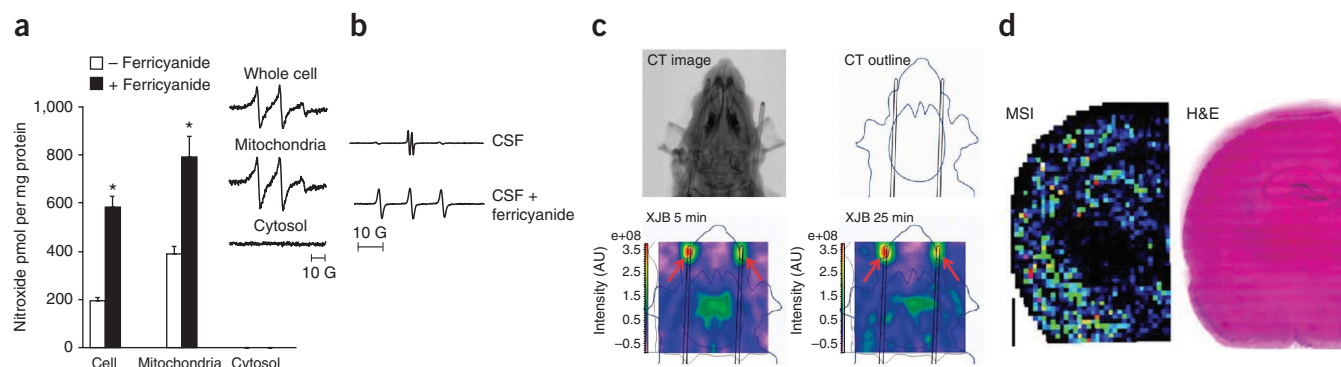 a
− Ferricyanide
+ Ferricyanide
Nitroxide pmol per mg protein
1,000
800
600
400
200
0
*
*
Cell
Mitochondria
Cytosol
Whole cell
Mitochondria
Cytosol
10 G
b
CSF
CSF +
ferricyanide
10 G
c
CT image
CT outline
XJB 5 min
e+08
3.5
2.5
1.5
0.5
−0.5
Intensity (AU)
XJB 25 min
e+08
3.5
2.5
1.5
0.5
−0.5
Intensity (AU)
d
MSI
H&E